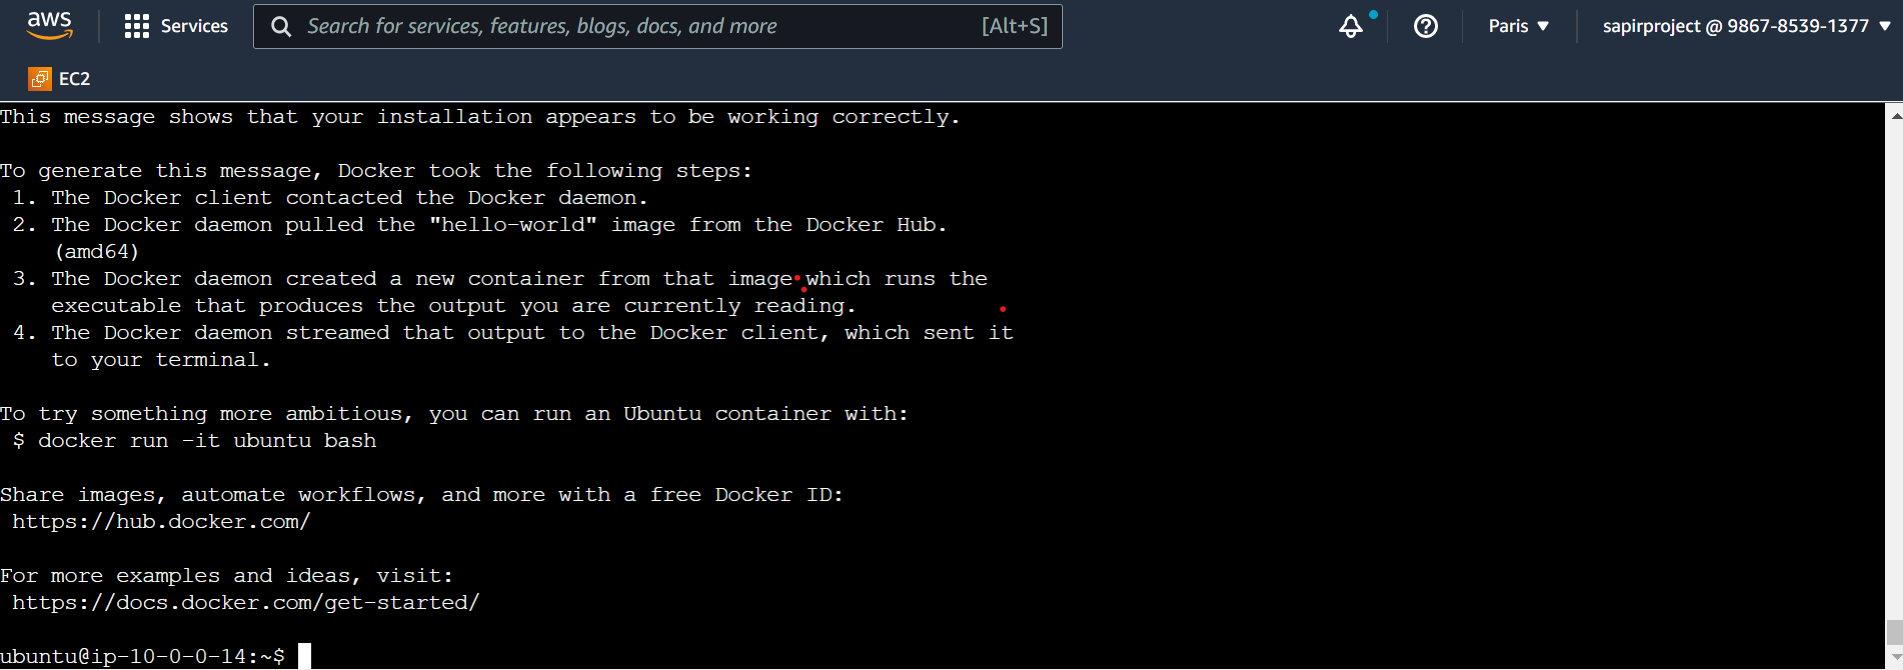 aws
Services
Search for services, features, blogs, docs, and more
[Alt+S]
Paris
sapirproject @ 9867-8539-1377
EC2
This message shows that your installation appears to be working correctly.
To generate this message, Docker took the following steps:
1. The Docker client contacted the Docker daemon.
2. The Docker daemon pulled the "hello-world" image from the Docker Hub.
(amd64)
3. The Docker daemon created a new container from that image which runs the
executable that produces the output you are currently reading.
4. The Docker daemon streamed that output to the Docker client, which sent it
to your terminal.
To try something more ambitious, you can run an Ubuntu container with:
$ docker run -it ubuntu bash
Share images, automate workflows, and more with a free Docker ID:
https://hub.docker.com/
For more examples and ideas, visit:
https://docs.docker.com/get-started/
ubuntu@ip-10-0-0-14:~$